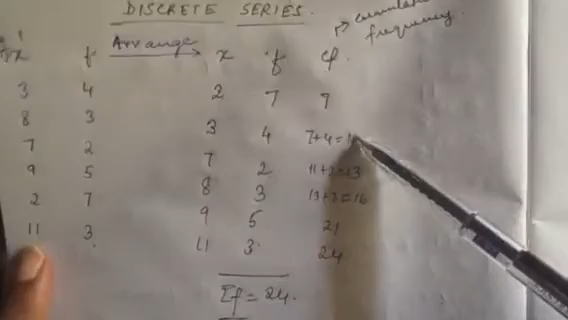 DISCRETE SERIES.
x f Arrange x f cf. → cumulative frequency.
3 4 2 7 7
8 3 3 4 7+4=1
7 2 7 2 11+2=13
9 5 8 3 13+3=16
2 7 9 5 21
11 3. 11 3. 24
Σf = 24.